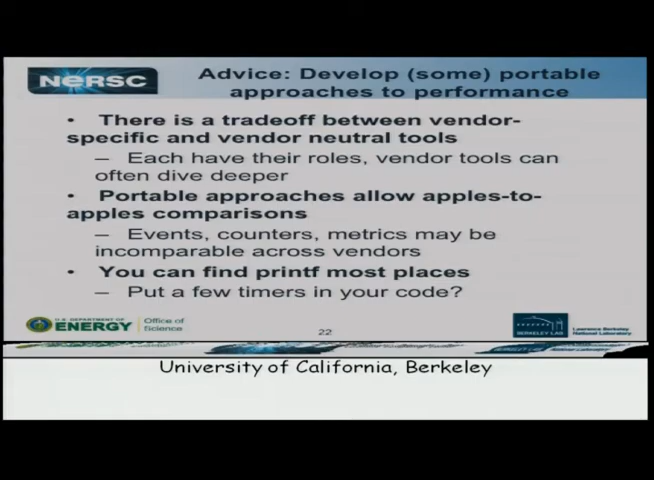 NERSC
Advice: Develop (some) portable
approaches to performance
• There is a tradeoff between vendor-
specific and vendor neutral tools
– Each have their roles, vendor tools can
often dive deeper
• Portable approaches allow apples-to-
apples comparisons
– Events, counters, metrics may be
incomparable across vendors
• You can find printf most places
– Put a few timers in your code?
U.S. DEPARTMENT OF
ENERGY
Office of
Science
22
BERKELEY LAB
Lawrence Berkeley
National Laboratory
University of California, Berkeley